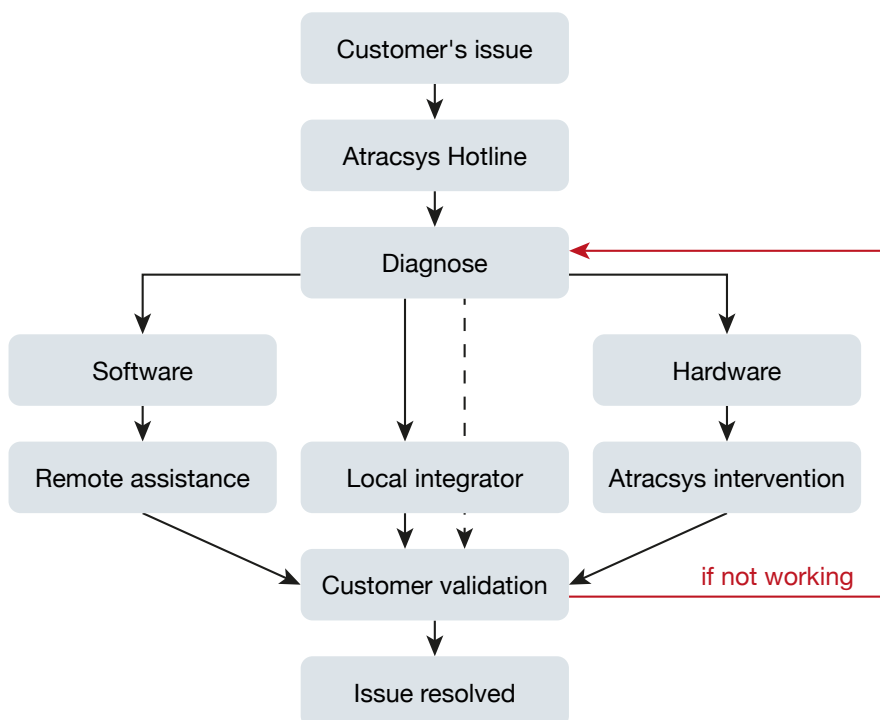 Customer's issue
Atracsys Hotline
Diagnose
Software
Hardware
Remote assistance
Local integrator
Atracsys intervention
Customer validation
if not working
Issue resolved